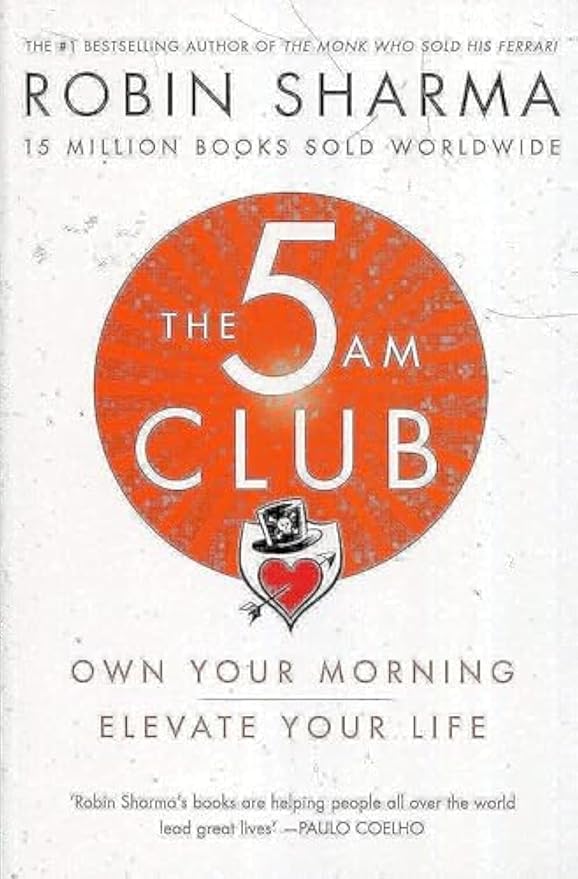 THE #1 BESTSELLING AUTHOR OF THE MONK WHO SOLD HIS FERRARI
ROBIN SHARMA
15 MILLION BOOKS SOLD WORLDWIDE
THE 5 AM
CLUB
OWN YOUR MORNING
ELEVATE YOUR LIFE
'Robin Sharma's books are helping people all over the world
lead great lives' —PAULO COELHO